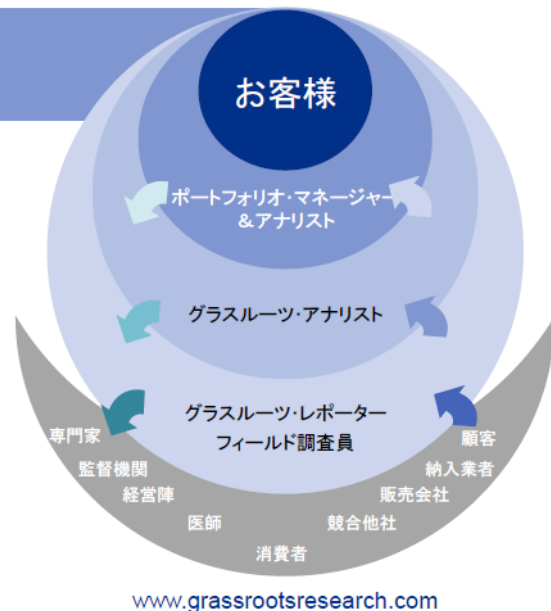 お客様
ポートフォリオ・マネージャー
&アナリスト
グラスルーツ・アナリスト
グラスルーツ・レポーター
フィールド調査員
専門家
顧客
監督機関
納入業者
経営陣
販売会社
医師
競合他社
消費者
www.grassrootsresearch.com